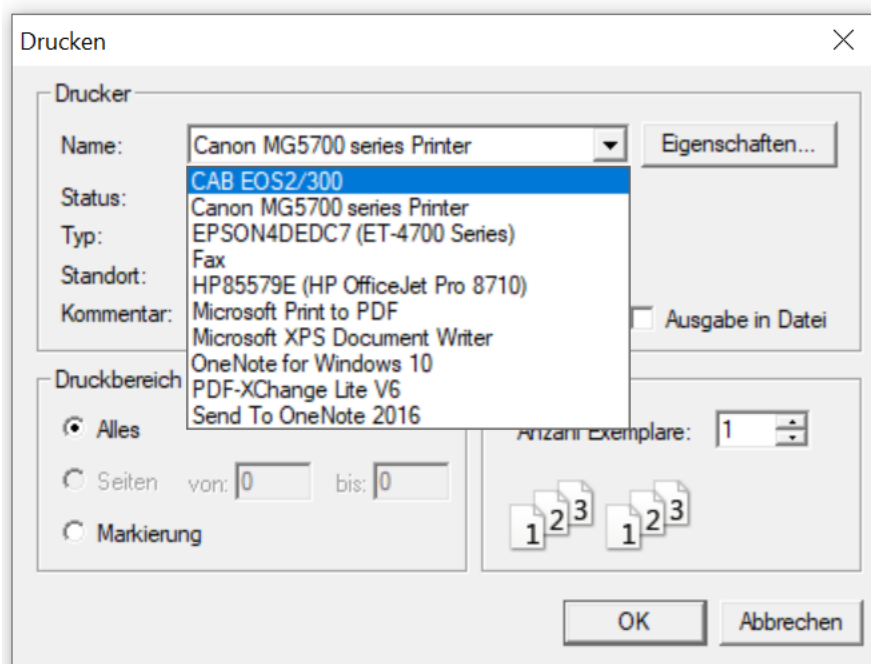 Drucken
Drucker
Name: Canon MG5700 series Printer Eigenschaften...
CAB EOS2/300
Status:
Canon MG5700 series Printer
Typ:
EPSON4DEDC7 (ET-4700 Series)
Fax
Standort:
HP85579E (HP OfficeJet Pro 8710)
Kommentar:
Microsoft Print to PDF
Ausgabe in Datei
Microsoft XPS Document Writer
OneNote for Windows 10
Druckbereich
PDF-XChange Lite V6
Send To OneNote 2016
Alles
Anzahl Exemplare: 1
Seiten von: 0 bis: 0
Markierung
1 2 3 1 2 3
OK Abbrechen